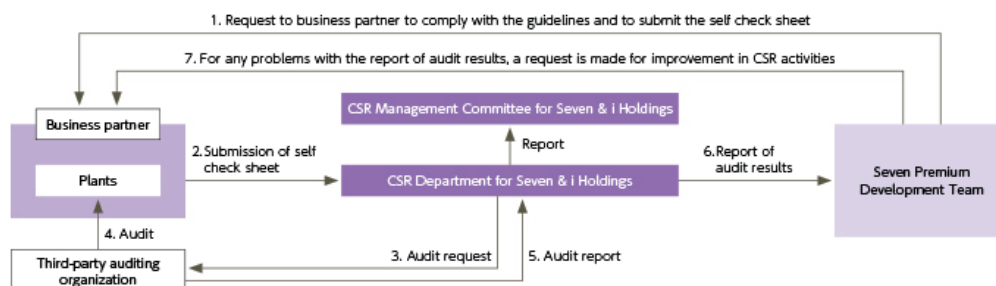 1. Request to business partner to comply with the guidelines and to submit the self check sheet
7. For any problems with the report of audit results, a request is made for improvement in CSR activities
Business partner
Plants
2.Submission of self
check sheet
CSR Management Committee for Seven & i Holdings
Report
CSR Department for Seven & i Holdings
6.Report of
audit results
Seven Premium
Development Team
4. Audit
Third-party auditing
organization
3. Audit request
5. Audit report